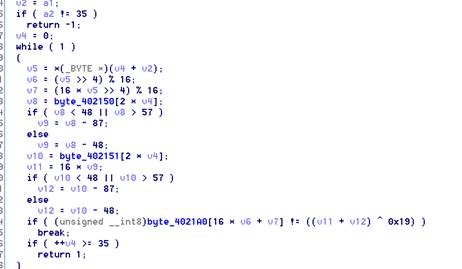 v2 = a1;
if ( a2 != 35 )
return -1;
v4 = 0;
while ( 1 )
{
v5 = *(_BYTE *)(v4 + v2);
v6 = (v5 >> 4) % 16;
v7 = (16 * v5 >> 4) % 16;
v8 = byte_402150[2 * v4];
if ( v8 < 48 || v8 > 57 )
v9 = v8 - 87;
else
v9 = v8 - 48;
v10 = byte_402151[2 * v4];
v11 = 16 * v9;
if ( v10 < 48 || v10 > 57 )
v12 = v10 - 87;
else
v12 = v10 - 48;
if ( (unsigned __int8)byte_4021A0[16 * v6 + v7] != ((v11 + v12) ^ 0x19) )
break;
if ( ++v4 >= 35 )
return 1;
}